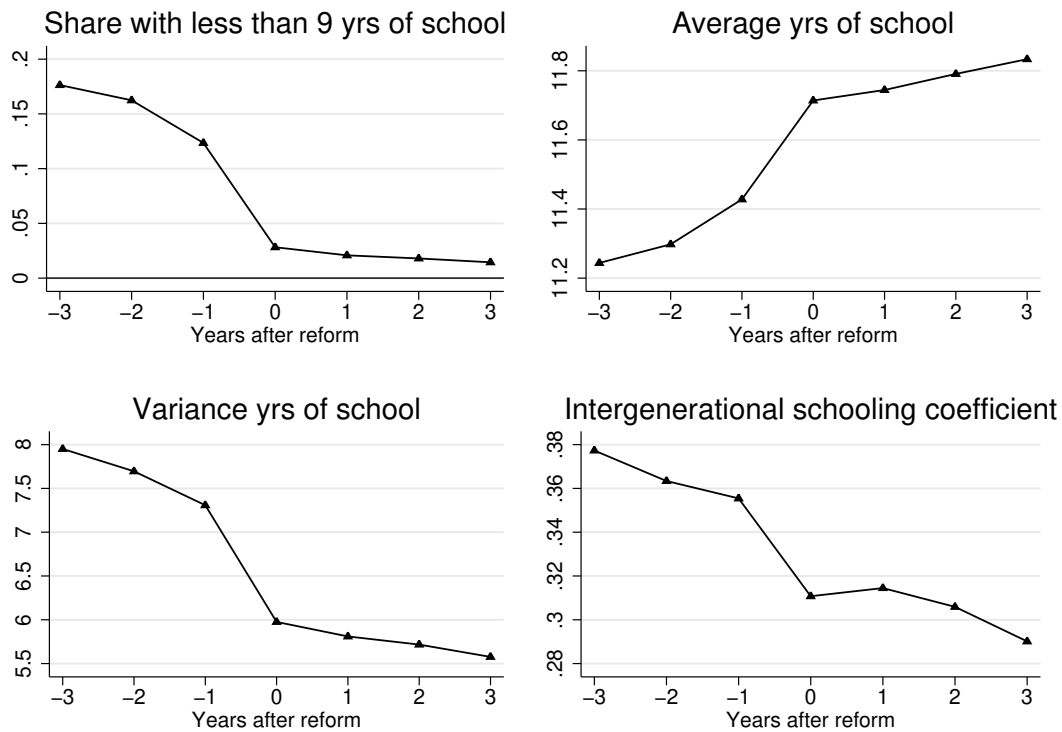 Share with less than 9 yrs of school
.2
.15
.1
.05
0
−3 −2 −1 0 1 2 3
Years after reform
Average yrs of school
11.8
11.6
11.4
11.2
−3 −2 −1 0 1 2 3
Years after reform
Variance yrs of school
8
7.5
7
6.5
6
5.5
−3 −2 −1 0 1 2 3
Years after reform
Intergenerational schooling coefficient
.38
.36
.34
.32
.3
.28
−3 −2 −1 0 1 2 3
Years after reform